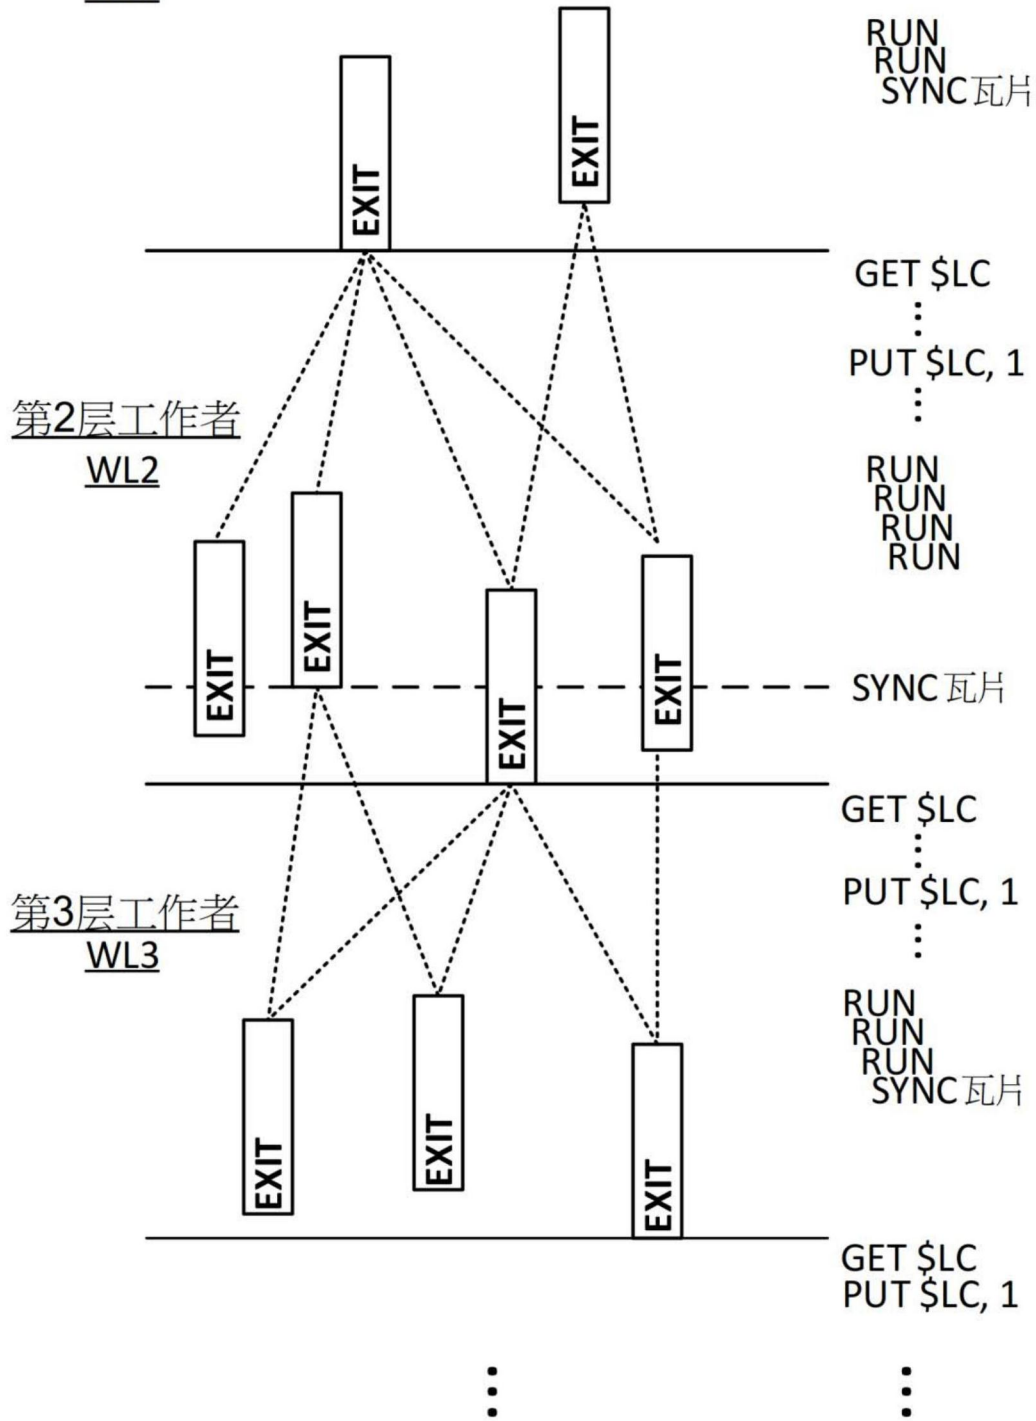 RUN
RUN
SYNC瓦片
EXIT
EXIT
GET $LC
⋮
PUT $LC, 1
⋮
第2层工作者
WL2
RUN
RUN
RUN
RUN
EXIT
EXIT
EXIT
EXIT
SYNC瓦片
GET $LC
⋮
PUT $LC, 1
⋮
第3层工作者
WL3
RUN
RUN
RUN
SYNC瓦片
EXIT
EXIT
EXIT
GET $LC
PUT $LC, 1
⋮
⋮